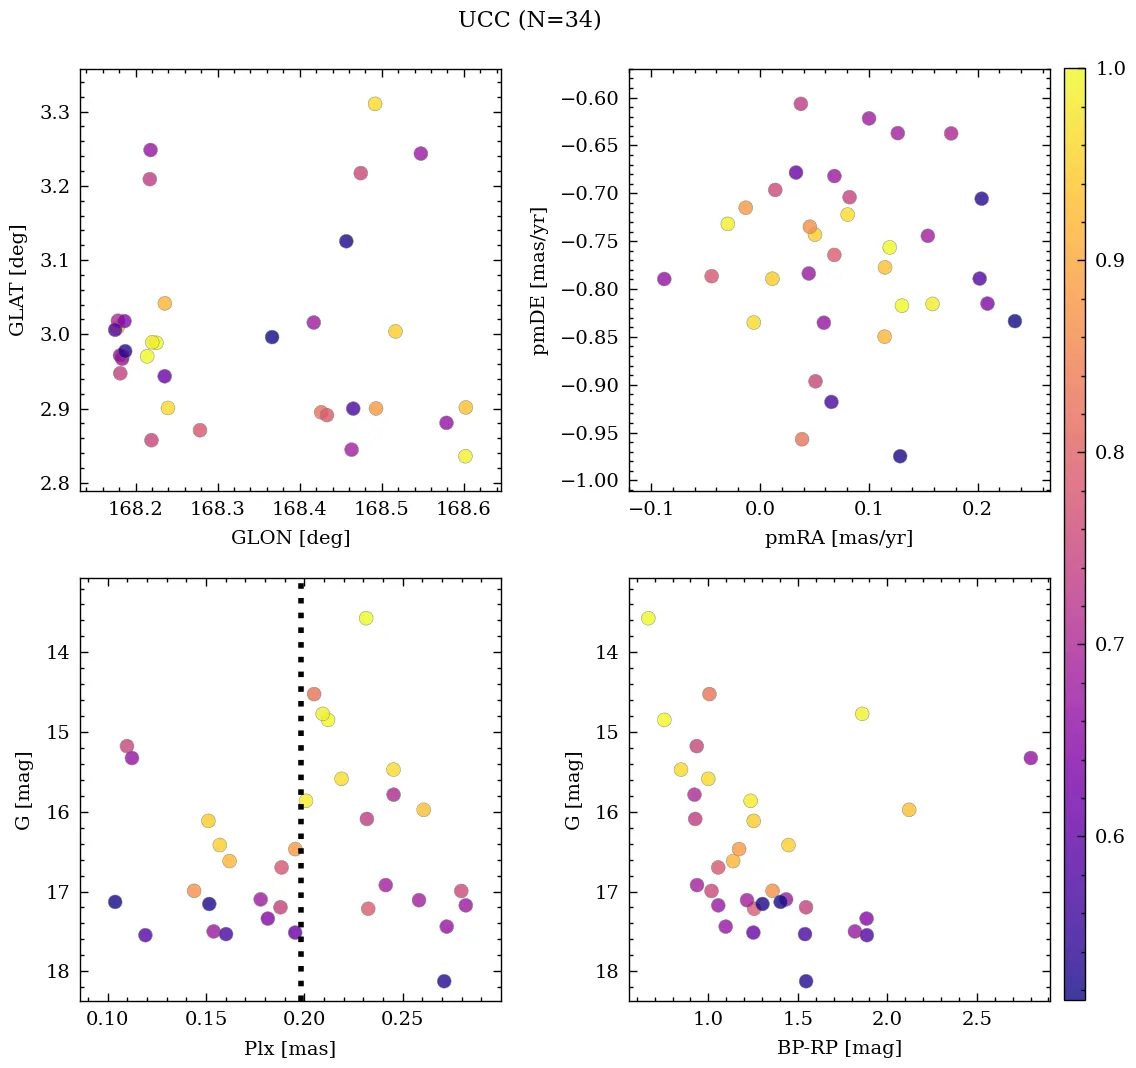 UCC (N=34)
3.3
3.2
3.1
3.0
2.9
2.8
GLAT [deg]
168.2 168.3 168.4 168.5 168.6
GLON [deg]
−0.60
−0.65
−0.70
−0.75
−0.80
−0.85
−0.90
−0.95
−1.00
pmDE [mas/yr]
−0.1 0.0 0.1 0.2
pmRA [mas/yr]
1.0
0.9
0.8
0.7
0.6
14
15
16
17
18
G [mag]
0.10 0.15 0.20 0.25
Plx [mas]
14
15
16
17
18
G [mag]
1.0 1.5 2.0 2.5
BP-RP [mag]